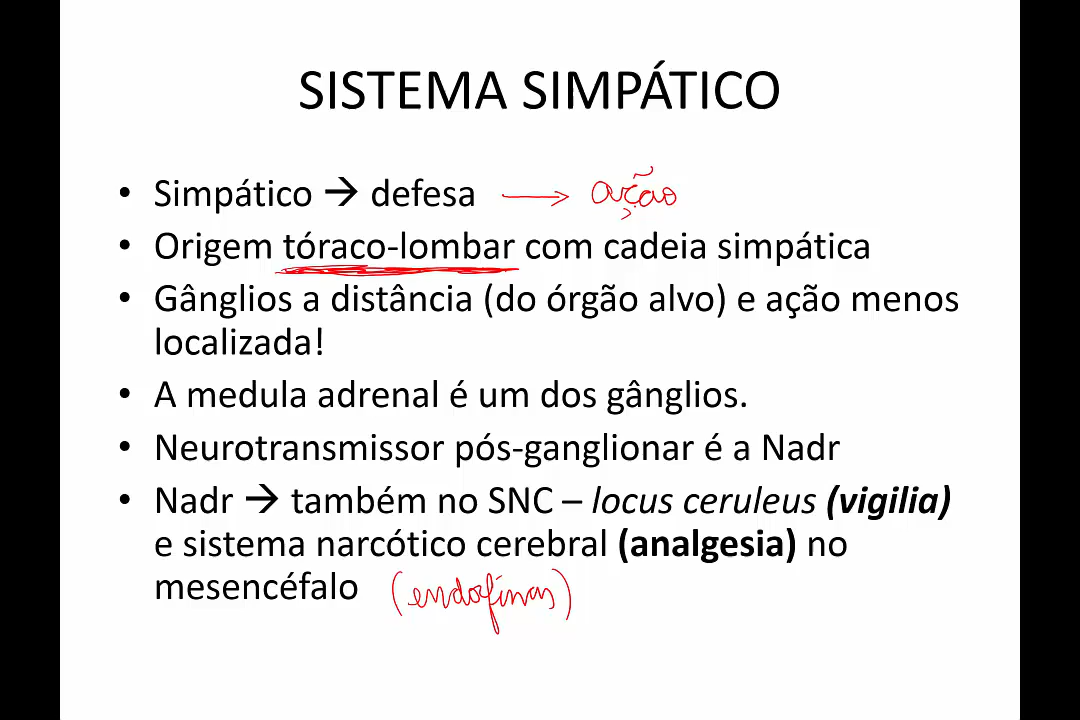 SISTEMA SIMPÁTICO
• Simpático → defesa → ação
• Origem tóraco-lombar com cadeia simpática
• Gânglios a distância (do órgão alvo) e ação menos
localizada!
• A medula adrenal é um dos gânglios.
• Neurotransmissor pós-ganglionar é a Nadr
• Nadr → também no SNC – locus ceruleus (vigilia)
e sistema narcótico cerebral (analgesia) no
mesencéfalo (endofinas)